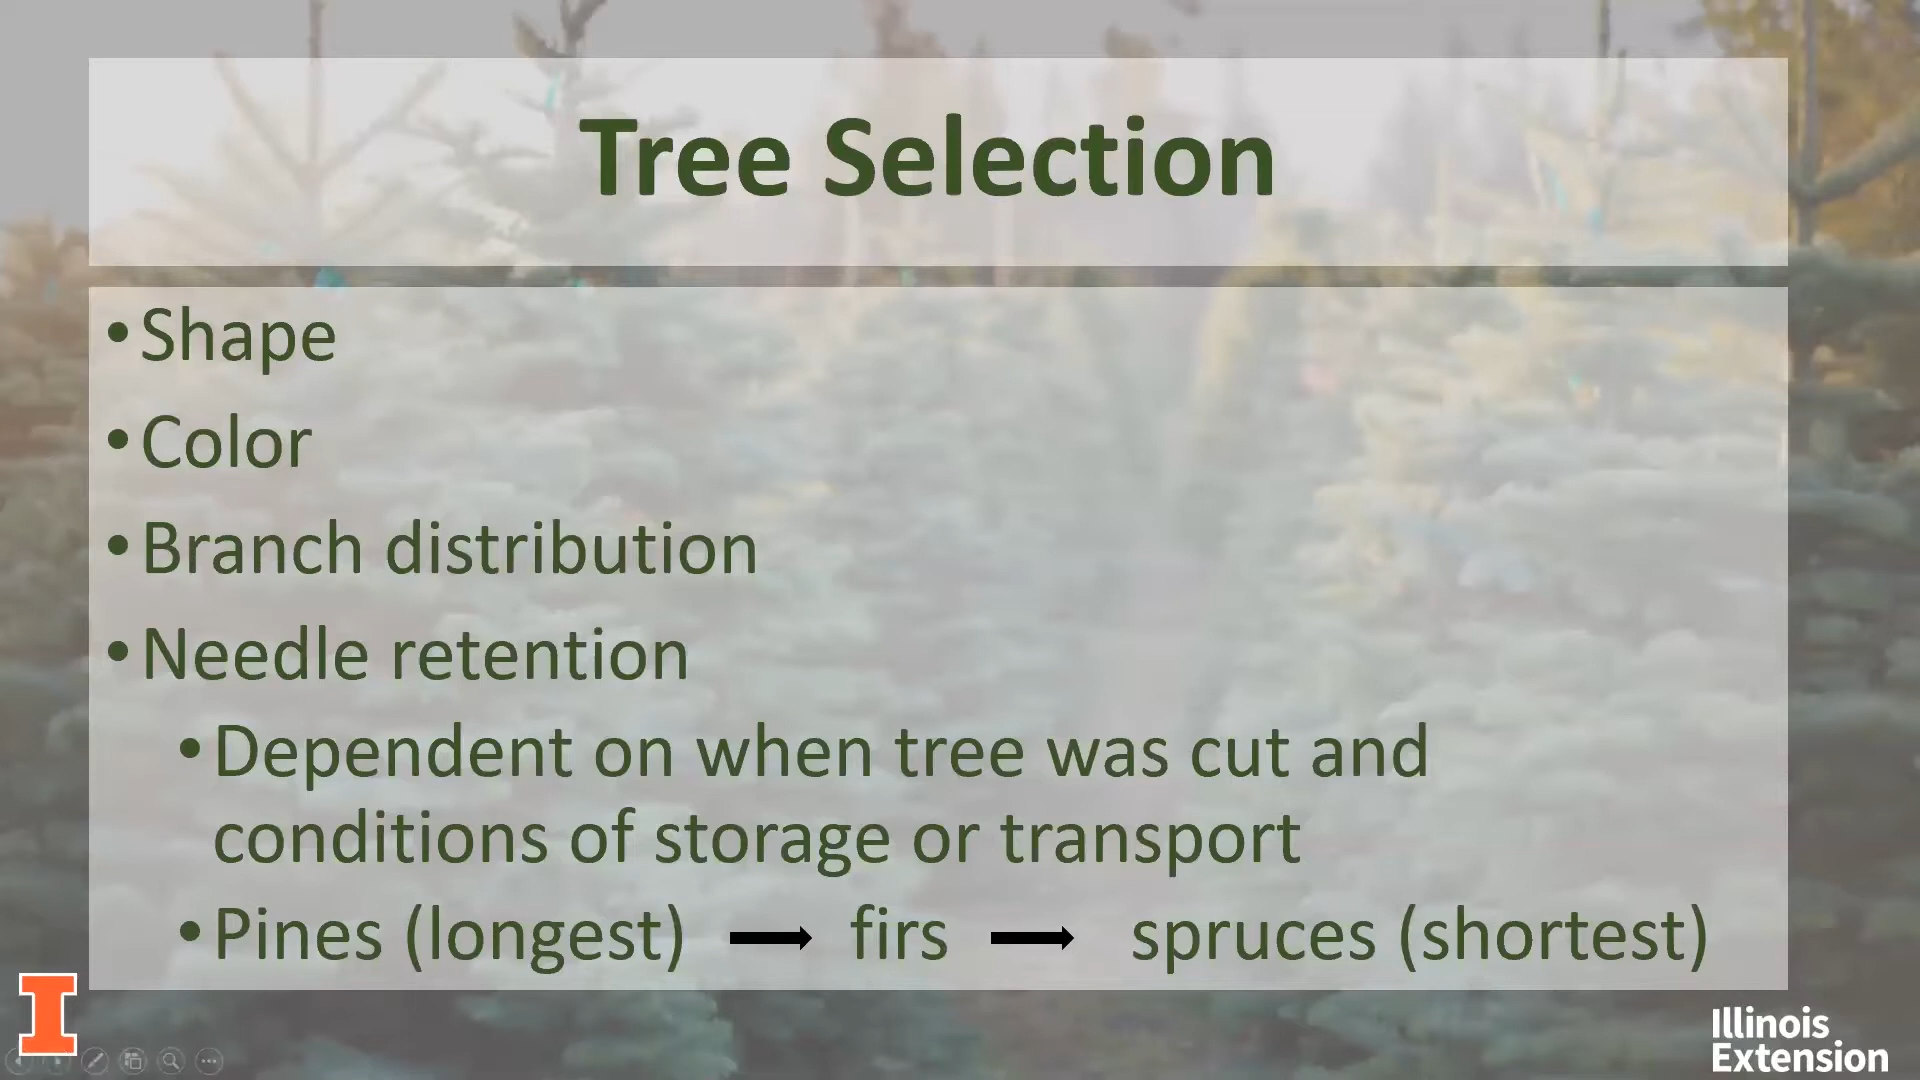 Tree Selection
• Shape
• Color
• Branch distribution
• Needle retention
• Dependent on when tree was cut and
conditions of storage or transport
• Pines (longest) → firs → spruces (shortest)
I
Illinois
Extension